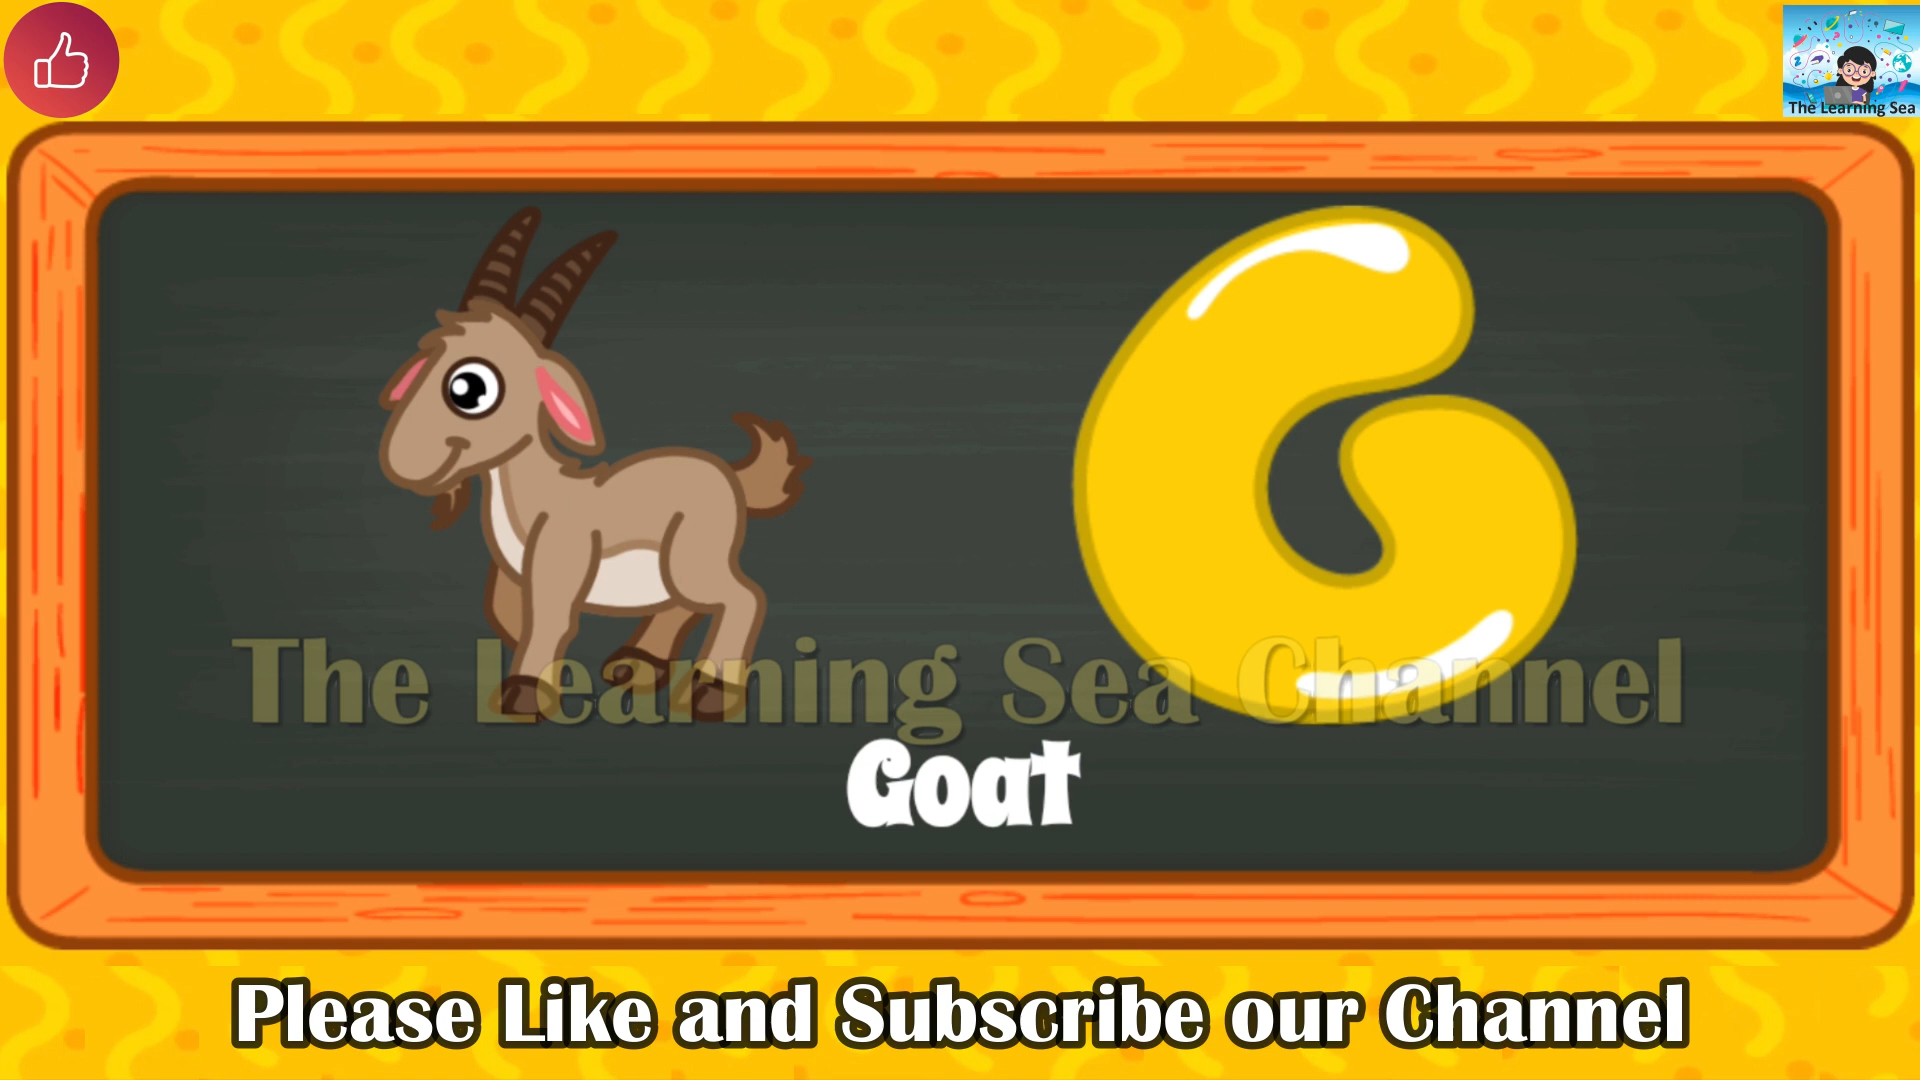 The Learning Sea
G
The Learning Sea Channel
Goat
Please Like and Subscribe our Channel